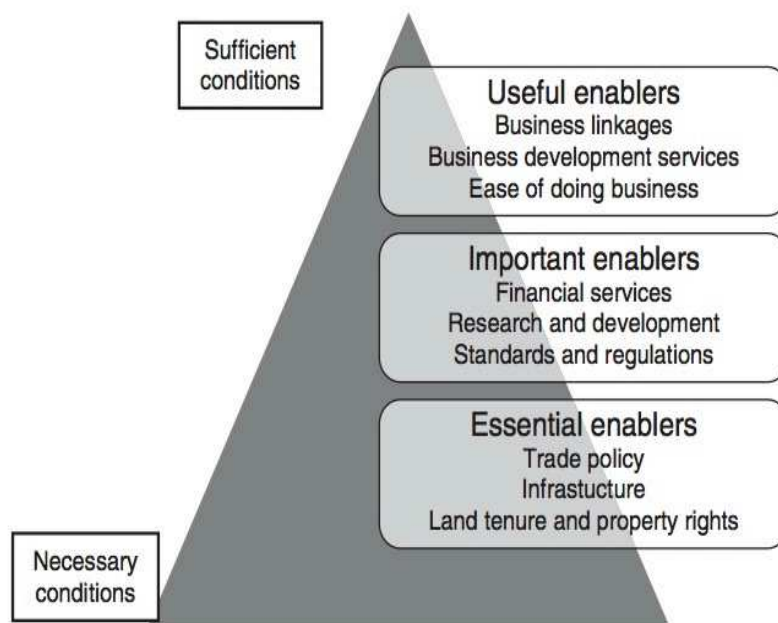 Sufficient
conditions
Useful enablers
Business linkages
Business development services
Ease of doing business
Important enablers
Financial services
Research and development
Standards and regulations
Essential enablers
Trade policy
Infrastucture
Land tenure and property rights
Necessary
conditions